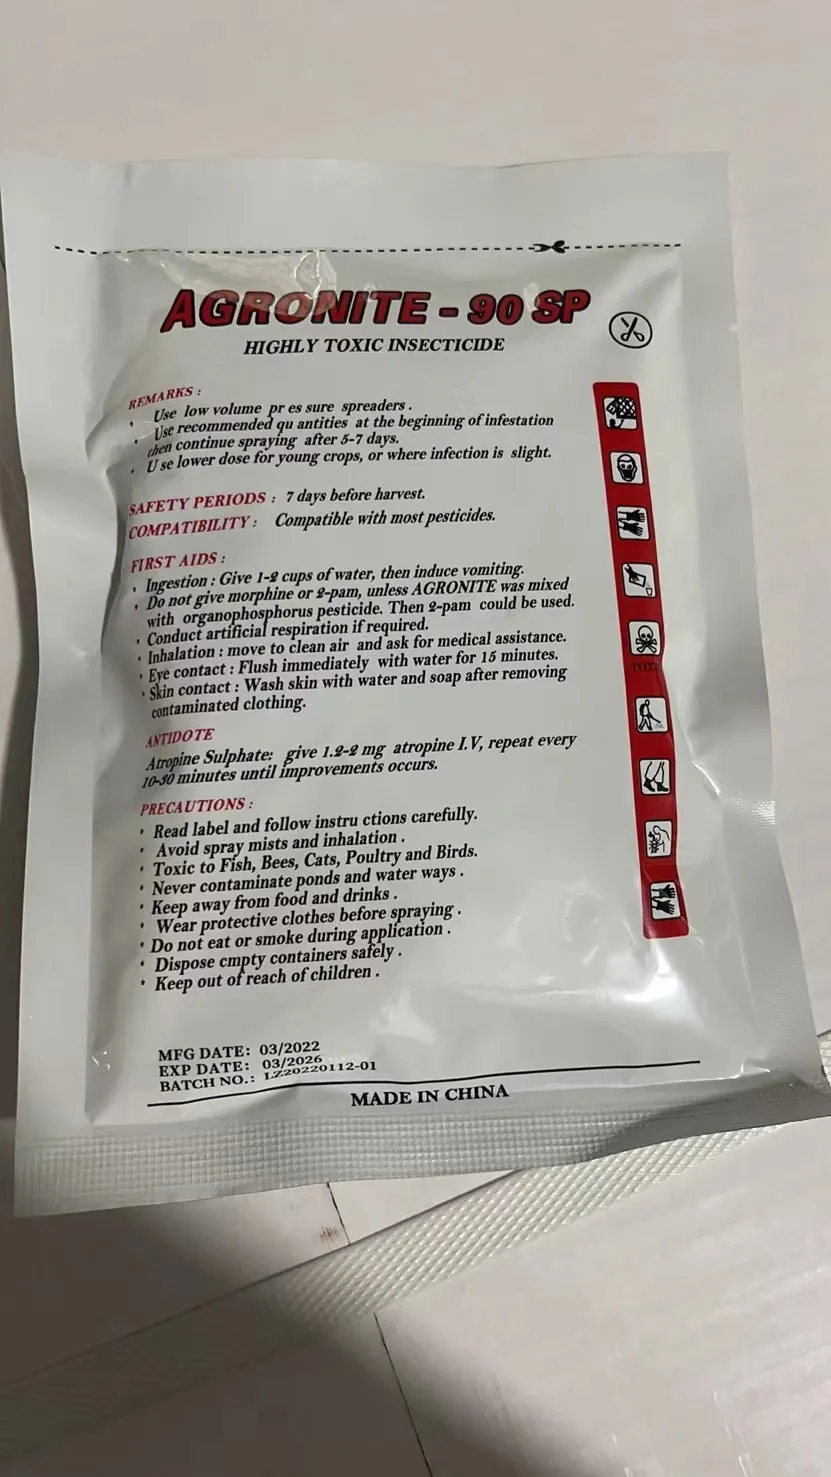 AGRONITE - 90 SP
HIGHLY TOXIC INSECTICIDE
REMARKS :
· Use low volume pr es sure spreaders .
· Use recommended qu antities at the beginning of infestation
then continue spraying after 5-7 days.
· U se lower dose for young crops, or where infection is slight.
SAFETY PERIODS : 7 days before harvest.
COMPATIBILITY : Compatible with most pesticides.
FIRST AIDS :
· Ingestion : Give 1-2 cups of water, then induce vomiting.
· Do not give morphine or 2-pam, unless AGRONITE was mixed
with organophosphorus pesticide. Then 2-pam could be used.
· Conduct artificial respiration if required.
· Inhalation : move to clean air and ask for medical assistance.
· Eye contact : Flush immediately with water for 15 minutes.
· Skin contact : Wash skin with water and soap after removing
contaminated clothing.
ANTIDOTE
Atropine Sulphate: give 1.2-2 mg atropine I.V, repeat every
10-30 minutes until improvements occurs.
PRECAUTIONS :
· Read label and follow instru ctions carefully.
· Avoid spray mists and inhalation .
· Toxic to Fish, Bees, Cats, Poultry and Birds.
· Never contaminate ponds and water ways .
· Keep away from food and drinks .
· Wear protective clothes before spraying .
· Do not eat or smoke during application .
· Dispose cmpty containers safely .
· Keep out of reach of children .
MFG DATE: 03/2022
EXP DATE: 03/2026
BATCH NO.: LZ20220112-01
MADE IN CHINA